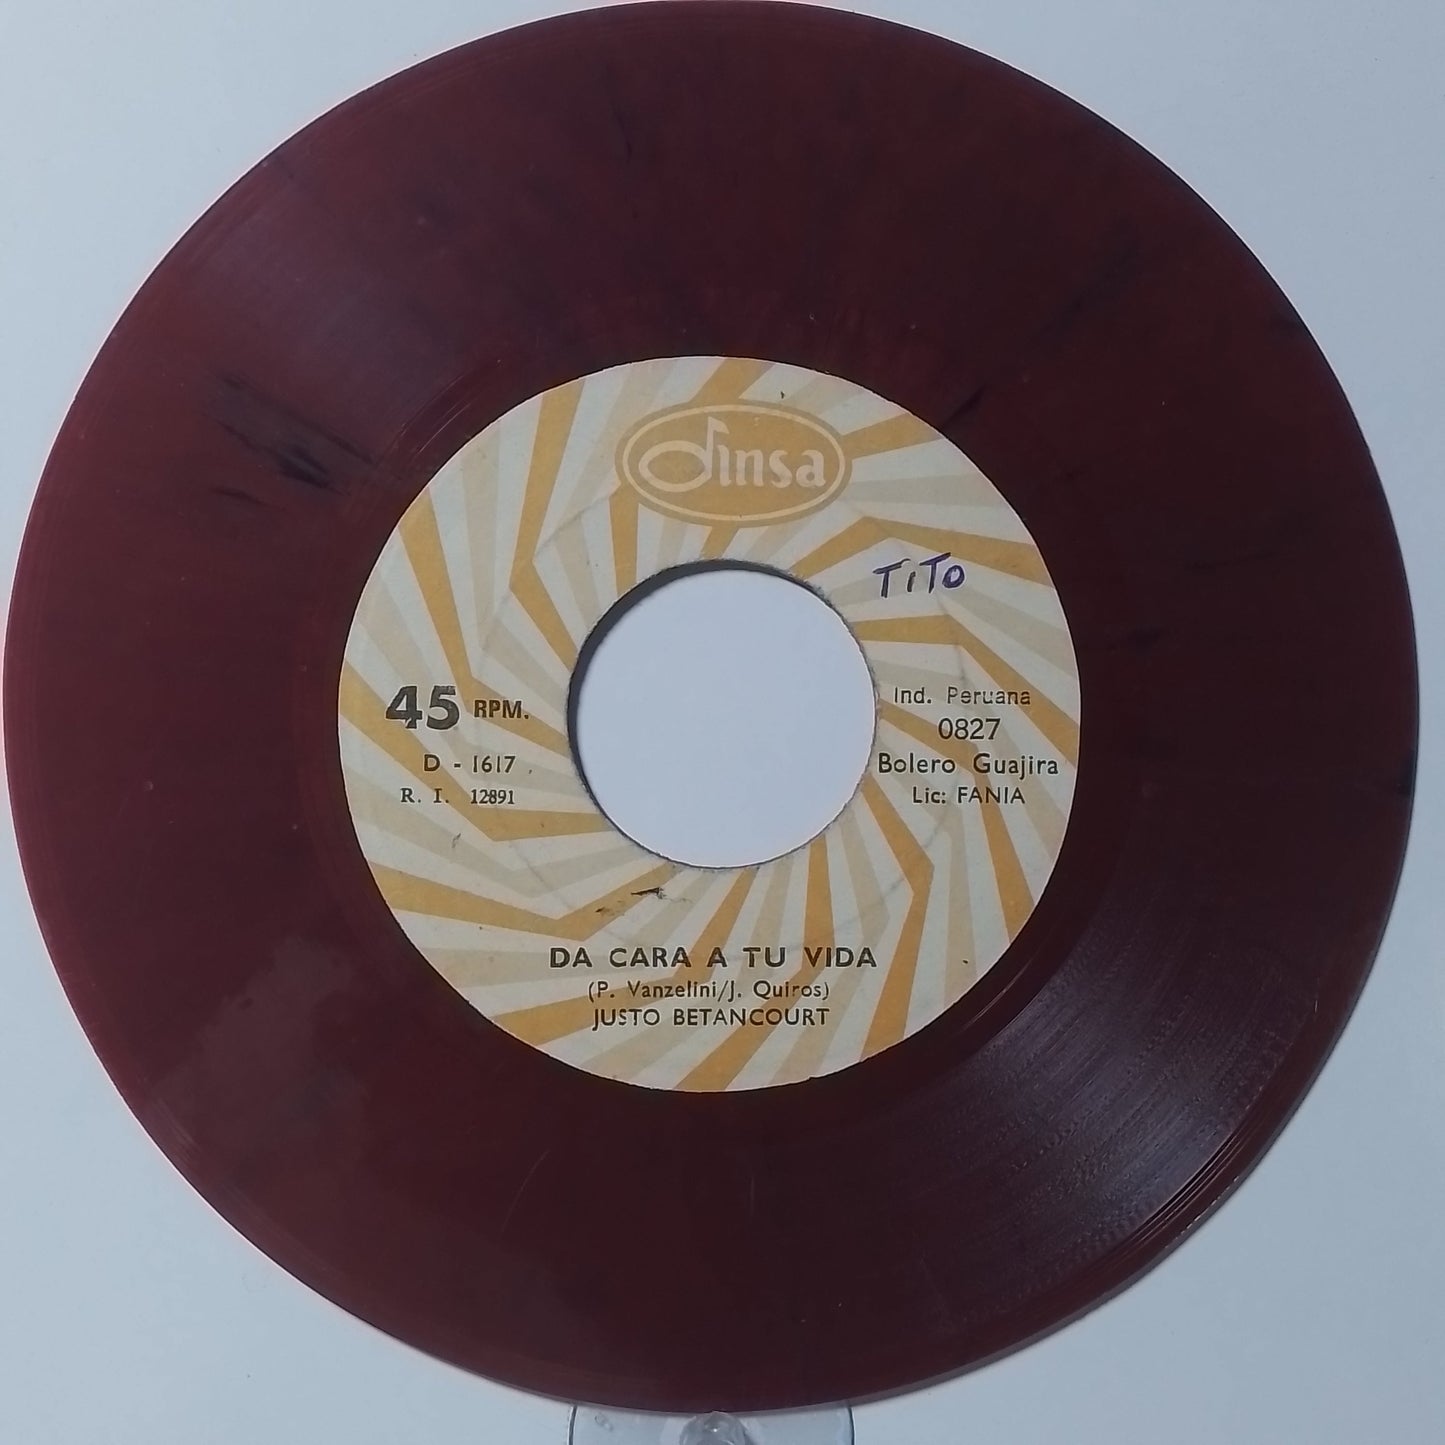 dinsa
TiTO
45 RPM.
D - 1617
R. I. 12891
Ind. Peruana
0827
Bolero Guajira
Lic: FANIA
DA CARA A TU VIDA
(P. Vanzelini/J. Quiros)
JUSTO BETANCOURT